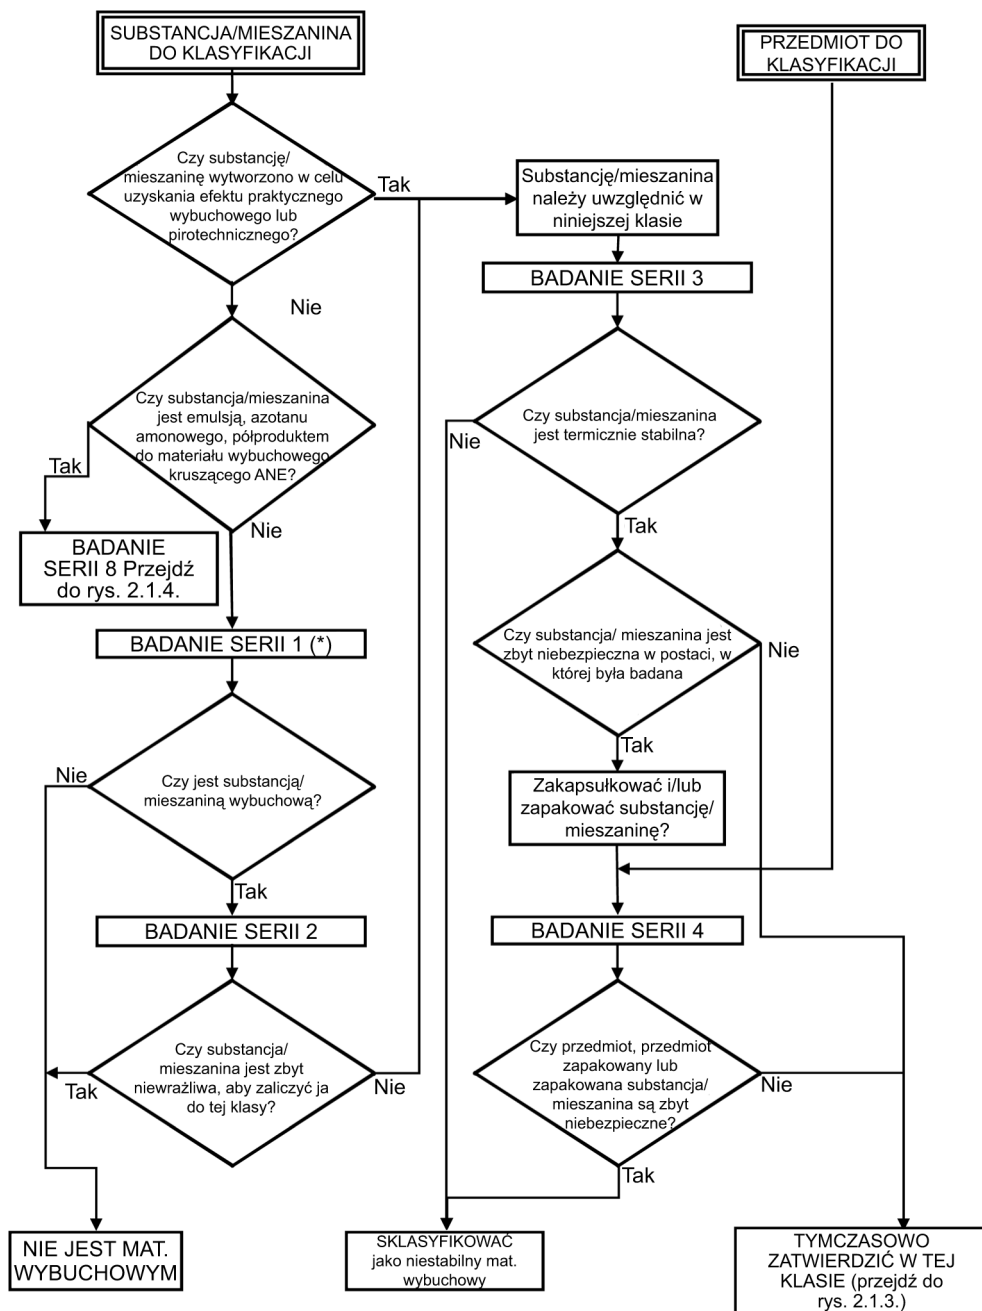 SUBSTANCJA/MIESZANINA
DO KLASYFIKACJI
PRZEDMIOT DO
KLASYFIKACJI
Czy substancję/
mieszaninę wytworzono w celu
uzyskania efektu praktycznego
wybuchowego lub
pirotechnicznego?
Tak
Substancję/mieszanina
należy uwzględnić w
niniejszej klasie
BADANIE SERII 3
Nie
Czy substancja/mieszanina
jest emulsją, azotanu
amonowego, półproduktem
do materiału wybuchowego
kruszącego ANE?
Tak
Nie
BADANIE
SERII 8 Przejdź
do rys. 2.1.4.
Czy substancja/mieszanina
jest termicznie stabilna?
Nie
Tak
BADANIE SERII 1 (*)
Czy substancja/ mieszanina jest
zbyt niebezpieczna w postaci, w
której była badana
Nie
Tak
Czy jest substancją/
mieszaniną wybuchową?
Nie
Tak
Zakapsułkować i/lub
zapakować substancję/
mieszaninę?
BADANIE SERII 2
BADANIE SERII 4
Czy substancja/
mieszanina jest zbyt
niewrażliwa, aby zaliczyć ja
do tej klasy?
Tak
Nie
Czy przedmiot, przedmiot
zapakowany lub
zapakowana substancja/
mieszanina są zbyt
niebezpieczne?
Nie
Tak
NIE JEST MAT.
WYBUCHOWYM
SKLASYFIKOWAĆ
jako niestabilny mat.
wybuchowy
TYMCZASOWO
ZATWIERDZIĆ W TEJ
KLASIE (przejdź do
rys. 2.1.3.)